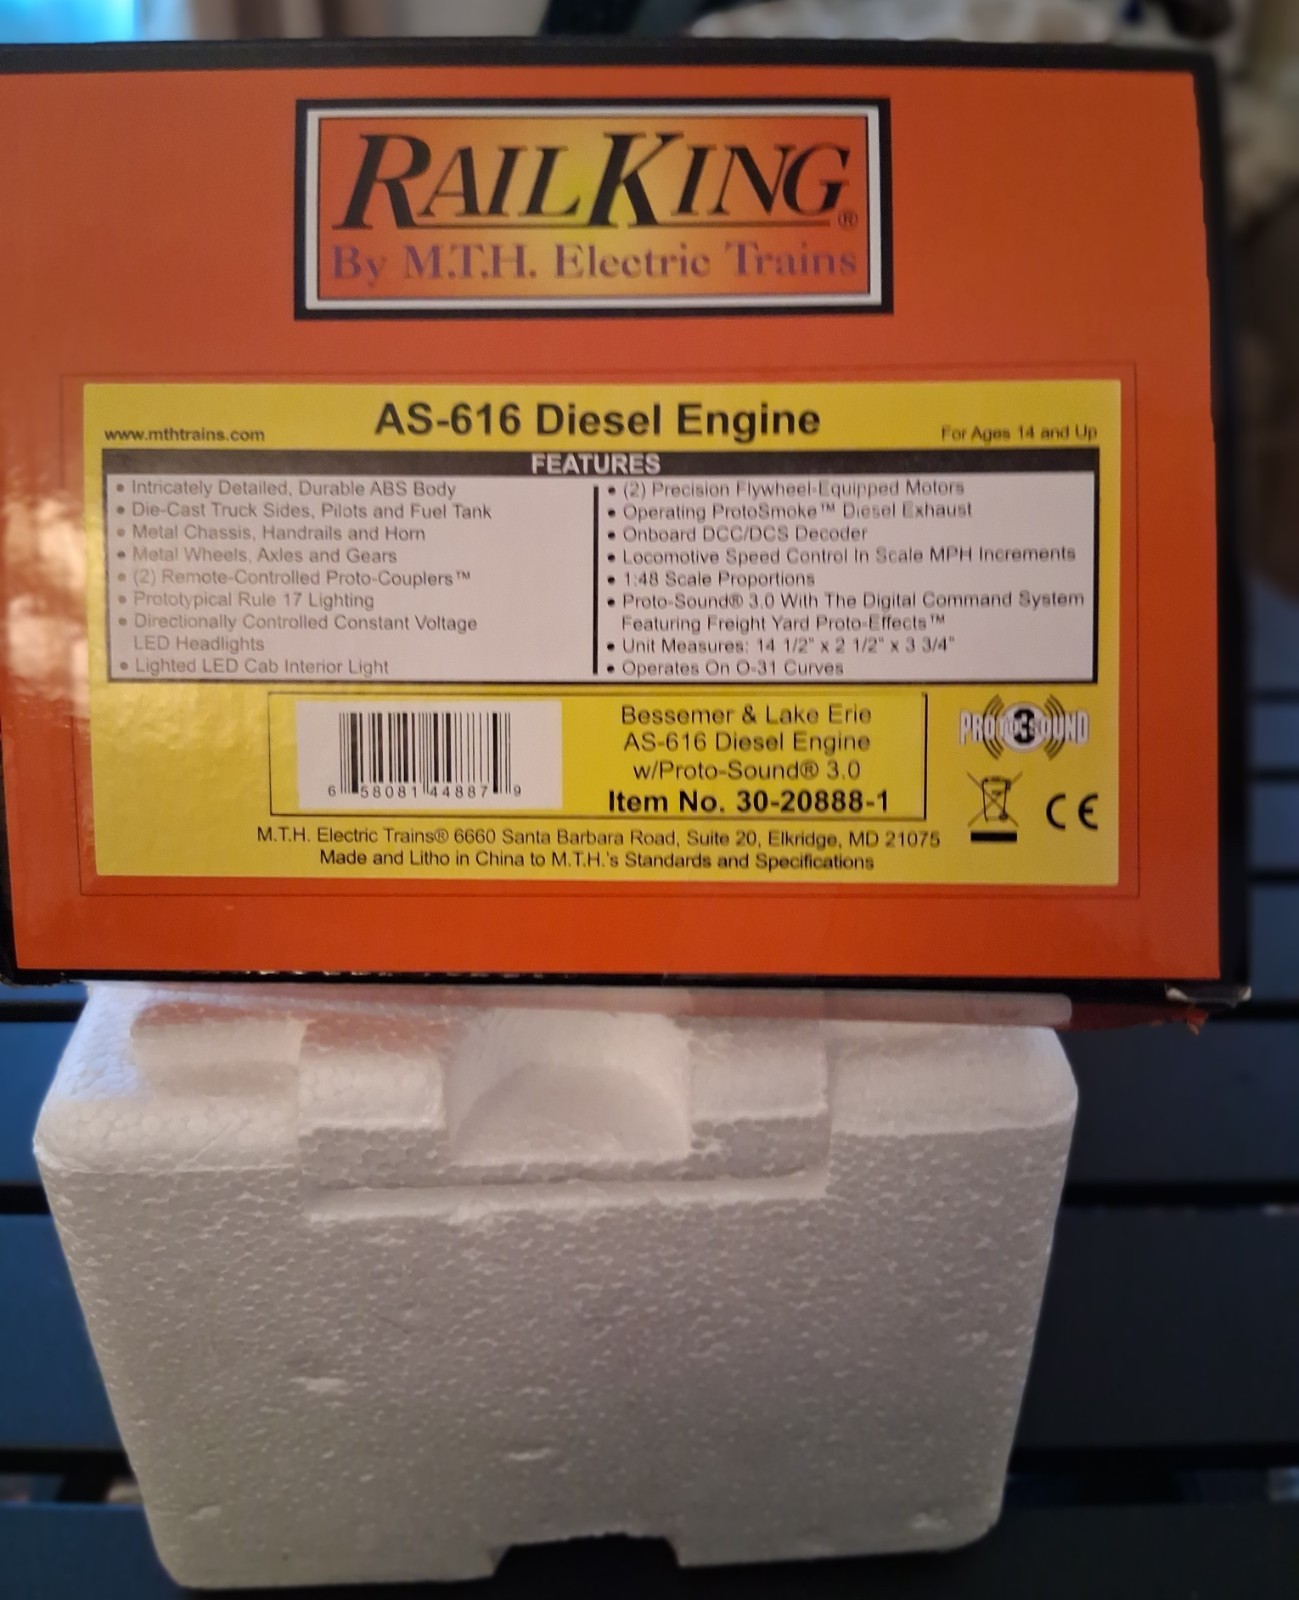 RAILKING®
By M.T.H. Electric Trains
AS-616 Diesel Engine
www.mthtrains.com
For Ages 14 and Up
FEATURES
• Intricately Detailed, Durable ABS Body
• Die-Cast Truck Sides, Pilots and Fuel Tank
• Metal Chassis, Handrails and Horn
• Metal Wheels, Axles and Gears
• (2) Remote-Controlled Proto-Couplers™
• Prototypical Rule 17 Lighting
• Directionally Controlled Constant Voltage
LED Headlights
• Lighted LED Cab Interior Light
• (2) Precision Flywheel-Equipped Motors
• Operating ProtoSmoke™ Diesel Exhaust
• Onboard DCC/DCS Decoder
• Locomotive Speed Control In Scale MPH Increments
• 1:48 Scale Proportions
• Proto-Sound® 3.0 With The Digital Command System
Featuring Freight Yard Proto-Effects™
• Unit Measures: 14 1/2" x 2 1/2" x 3 3/4"
• Operates On O-31 Curves
6 58081 44887 9
Bessemer & Lake Erie
AS-616 Diesel Engine
w/Proto-Sound® 3.0
Item No. 30-20888-1
PROTO 3 SOUND
CE
M.T.H. Electric Trains® 6660 Santa Barbara Road, Suite 20, Elkridge, MD 21075
Made and Litho in China to M.T.H.'s Standards and Specifications